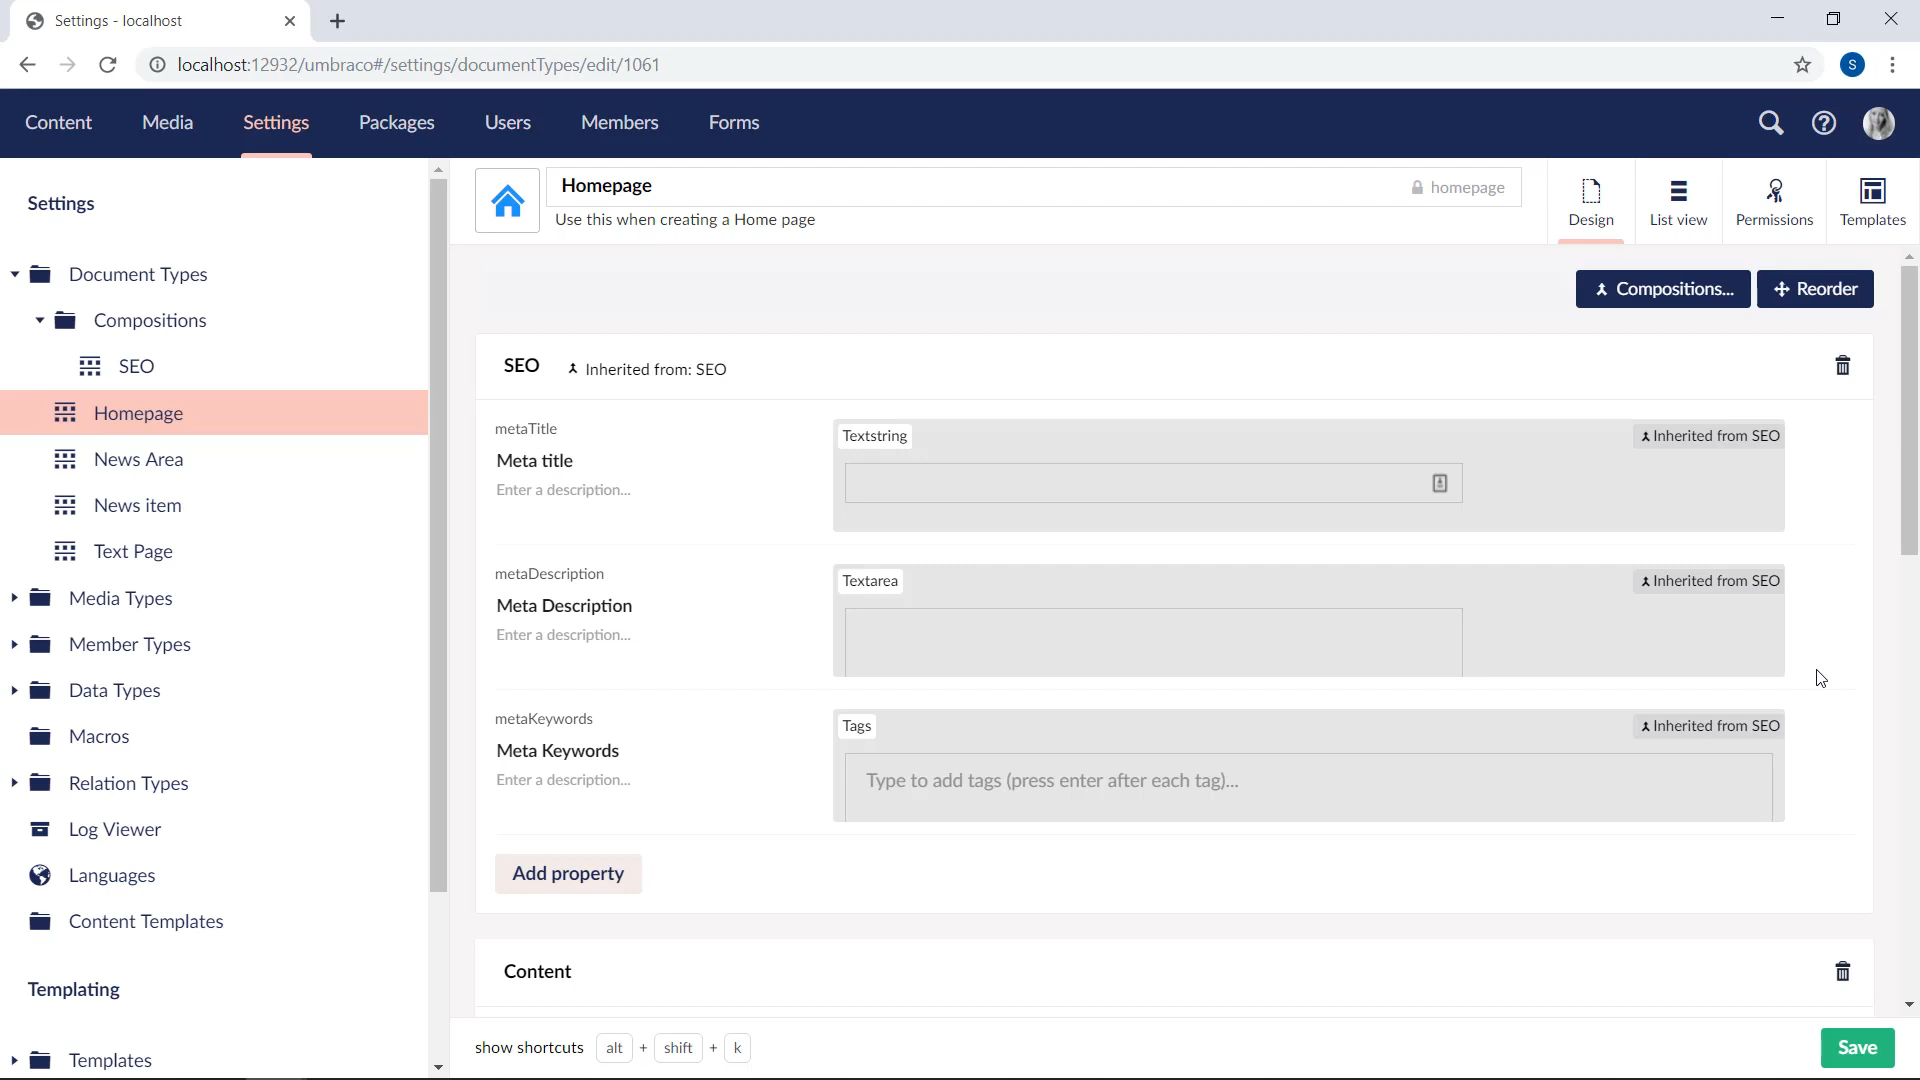 Settings - localhost
localhost:12932/umbraco#/settings/documentTypes/edit/1061
S
Content
Media
Settings
Packages
Users
Members
Forms
Settings
Document Types
Compositions
SEO
Homepage
News Area
News item
Text Page
Media Types
Member Types
Data Types
Macros
Relation Types
Log Viewer
Languages
Content Templates
Templating
Templates
Homepage
homepage
Use this when creating a Home page
Design
List view
Permissions
Templates
Compositions...
Reorder
SEO
Inherited from: SEO
metaTitle
Meta title
Enter a description...
Textstring
Inherited from SEO
metaDescription
Meta Description
Enter a description...
Textarea
Inherited from SEO
metaKeywords
Meta Keywords
Enter a description...
Tags
Inherited from SEO
Type to add tags (press enter after each tag)...
Add property
Content
show shortcuts alt + shift + k
Save